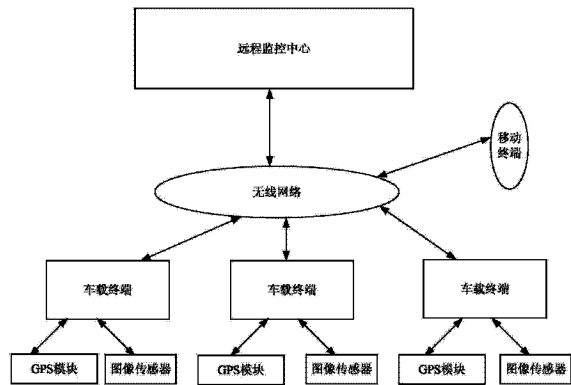 远程监控中心
移动
终端
无线网络
车载终端
车载终端
车载终端
GPS模块
图像传感器
GPS模块
图像传感器
GPS模块
图像传感器